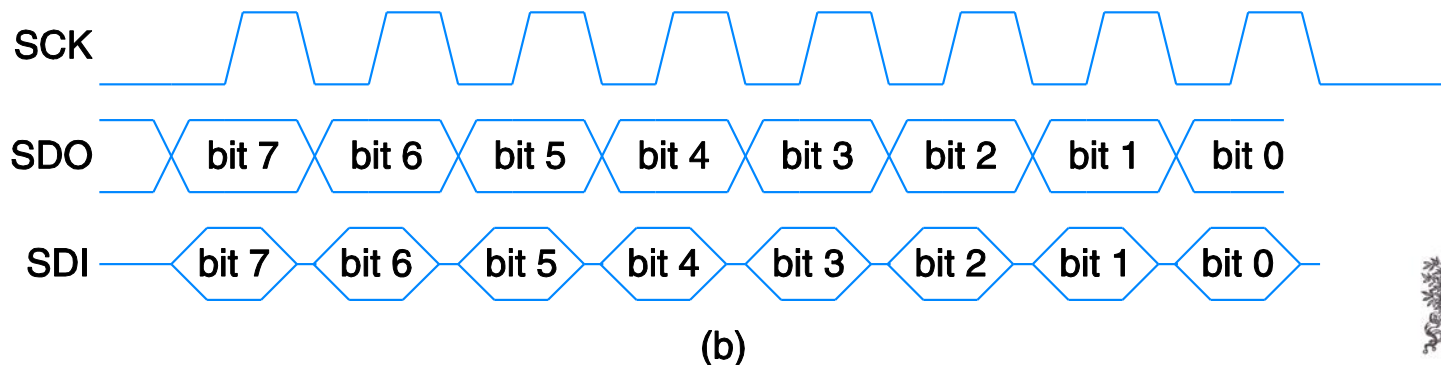 SCK
SDO bit 7 bit 6 bit 5 bit 4 bit 3 bit 2 bit 1 bit 0
SDI bit 7 bit 6 bit 5 bit 4 bit 3 bit 2 bit 1 bit 0
(b)